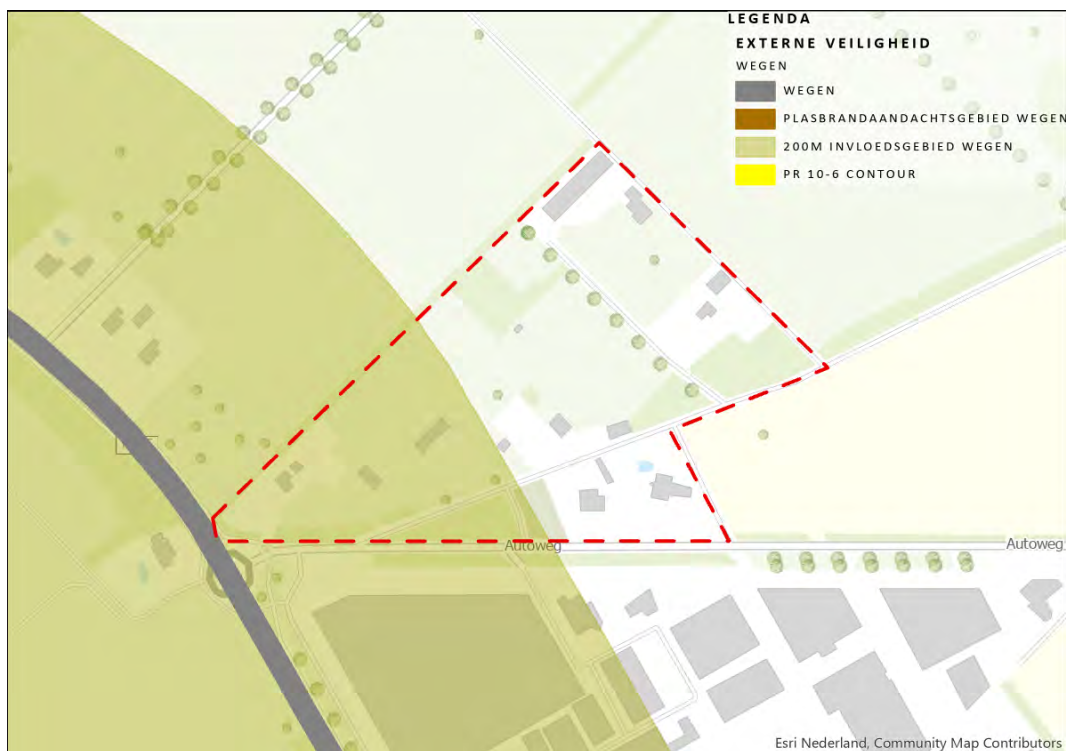 LEGENDA
EXTERNE VEILIGHEID
WEGEN
WEGEN
PLASBRANDAANDACHTSGEBIED WEGEN
200M INVLOEDSGEBIED WEGEN
PR 10-6 CONTOUR
Autoweg
Autoweg
Esri Nederland, Community Map Contributors